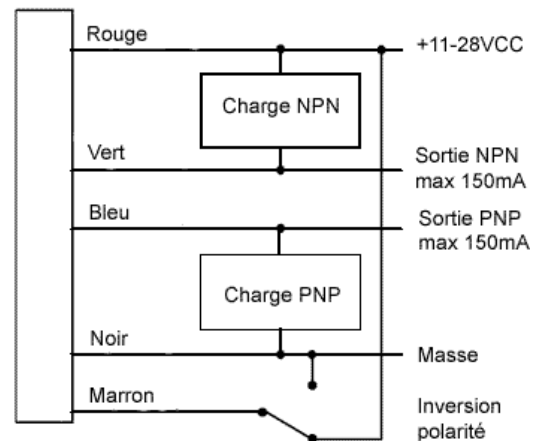 Rouge
+11-28VCC
Charge NPN
Vert
Sortie NPN
max 150mA
Bleu
Sortie PNP
max 150mA
Charge PNP
Noir
Masse
Marron
Inversion
polarité